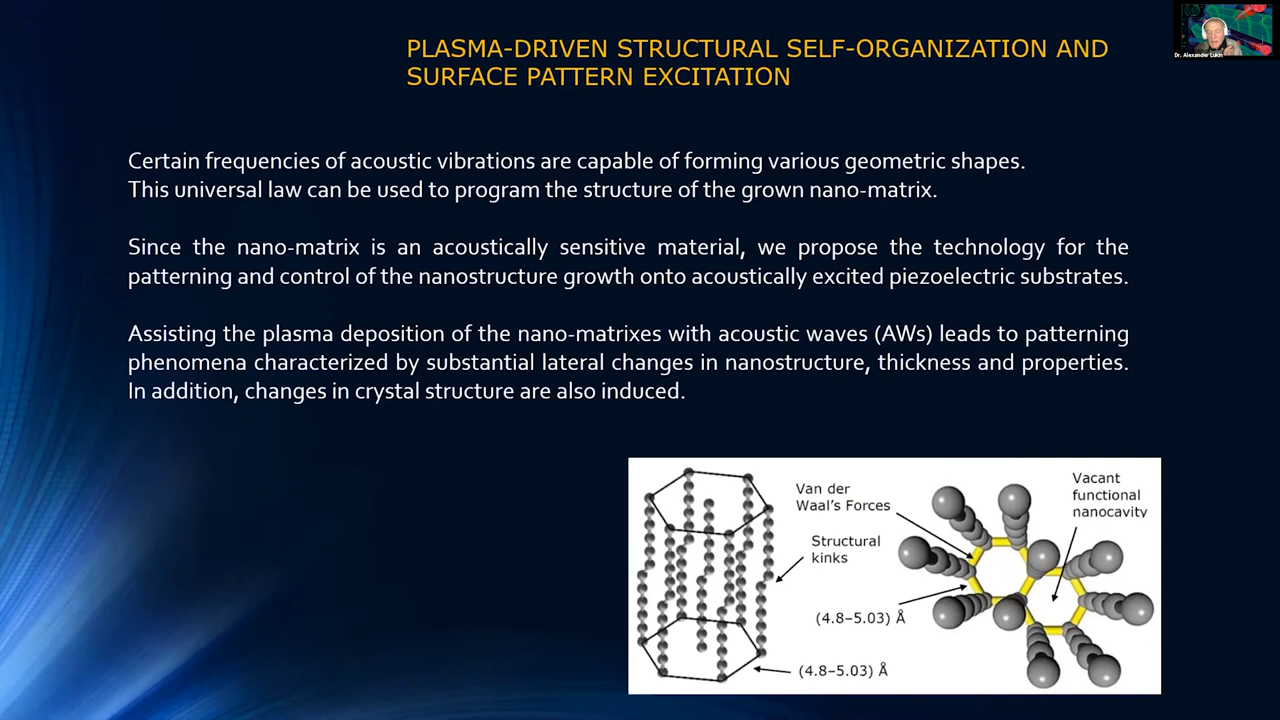 PLASMA-DRIVEN STRUCTURAL SELF-ORGANIZATION AND
SURFACE PATTERN EXCITATION
Dr. Alexander Lukin
Certain frequencies of acoustic vibrations are capable of forming various geometric shapes.
This universal law can be used to program the structure of the grown nano-matrix.
Since the nano-matrix is an acoustically sensitive material, we propose the technology for the
patterning and control of the nanostructure growth onto acoustically excited piezoelectric substrates.
Assisting the plasma deposition of the nano-matrixes with acoustic waves (AWs) leads to patterning
phenomena characterized by substantial lateral changes in nanostructure, thickness and properties.
In addition, changes in crystal structure are also induced.
Van der
Waal's Forces
Structural
kinks
(4.8–5.03) Å
(4.8–5.03) Å
Vacant
functional
nanocavity